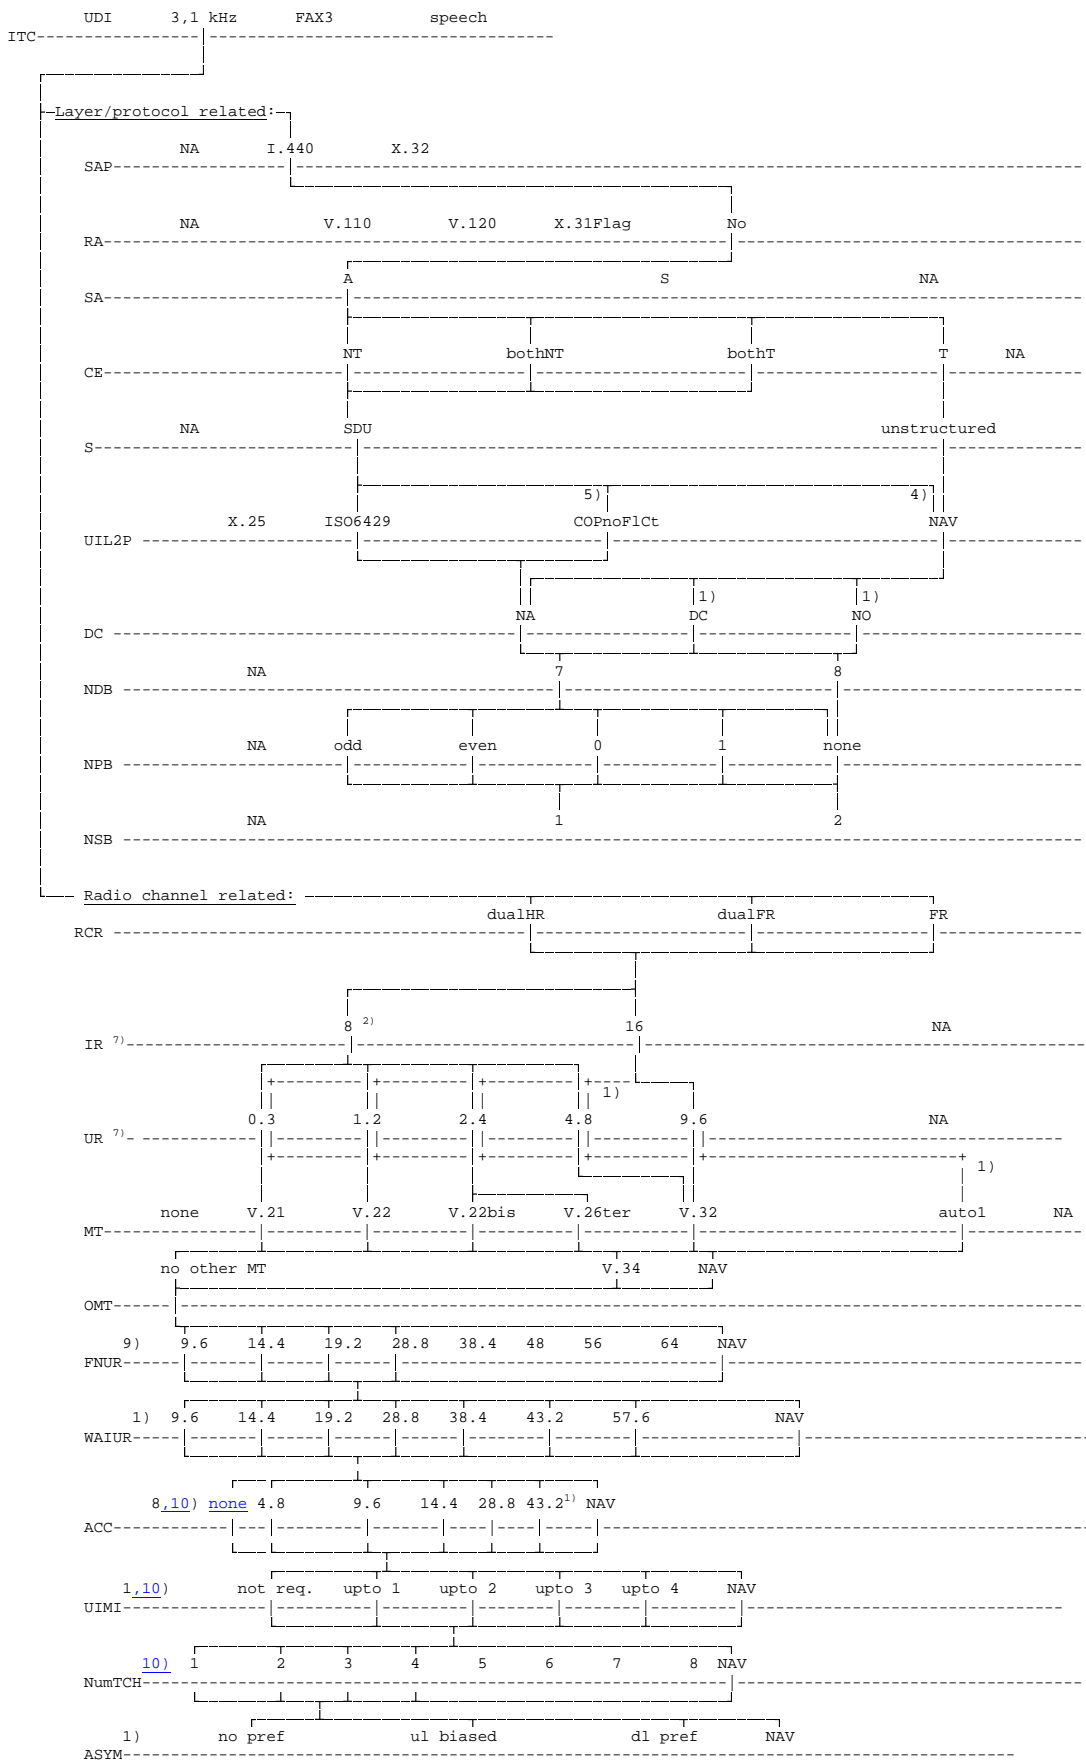 UDI 3,1 kHz FAX3 speech
ITC
Layer/protocol related:
NA I.440 X.32
SAP
NA V.110 V.120 X.31Flag No
RA
A S NA
SA
NT bothNT bothT T NA
CE
NA SDU unstructured
S
5) 4)
X.25 ISO6429 COPnoFlCt NAV
UIL2P
1) 1)
NA DC NO
DC
NA 7 8
NDB
NA odd even 0 1 none
NPB
NA 1 2
NSB
Radio channel related:
dualHR dualFR FR
RCR
8 2) 16 NA
IR 7)
1)
0.3 1.2 2.4 4.8 9.6 NA
UR 7)
1)
none V.21 V.22 V.22bis V.26ter V.32 auto1 NA
MT
no other MT V.34 NAV
OMT
9) 9.6 14.4 19.2 28.8 38.4 48 56 64 NAV
FNUR
1) 9.6 14.4 19.2 28.8 38.4 43.2 57.6 NAV
WAIUR
8,10) none 4.8 9.6 14.4 28.8 43.2 1) NAV
ACC
1,10) not req. upto 1 upto 2 upto 3 upto 4 NAV
UIMI
10) 1 2 3 4 5 6 7 8 NAV
NumTCH
1) no pref ul biased dl pref NAV
ASYM